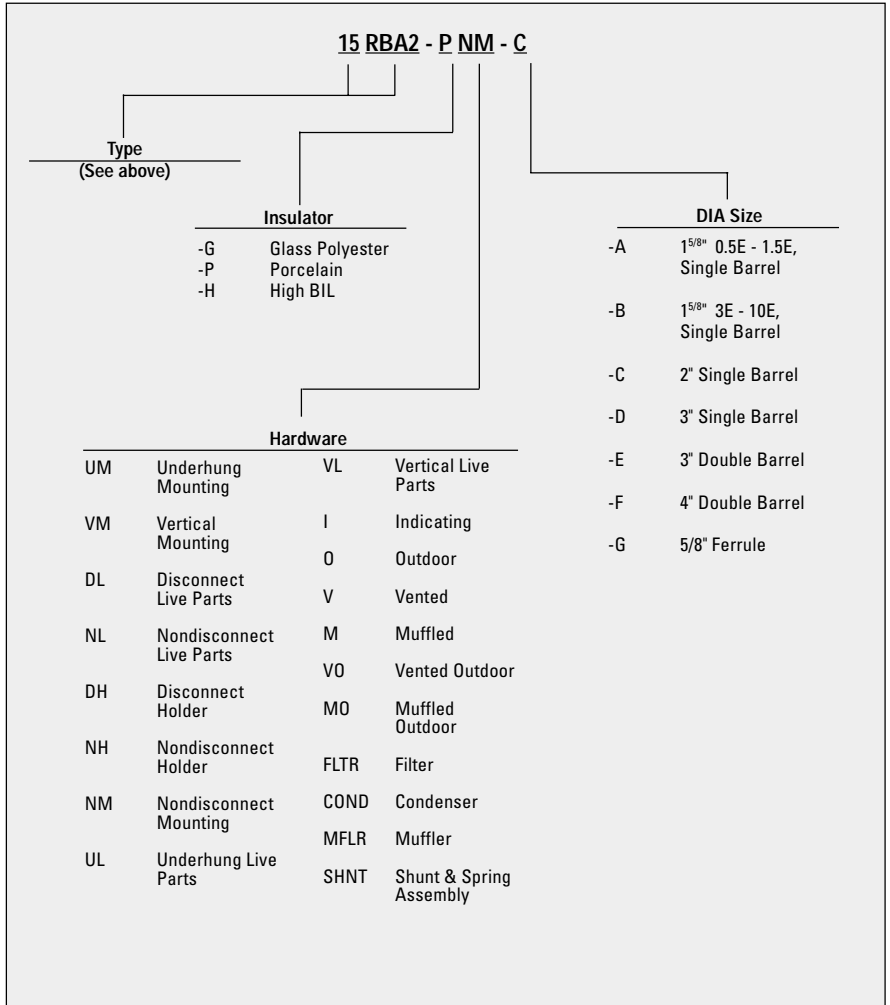 15 RBA2 - P NM - C
Type
(See above)
Insulator
-G Glass Polyester
-P Porcelain
-H High BIL
DIA Size
-A 1 5/8" 0.5E - 1.5E,
Single Barrel
-B 1 5/8" 3E - 10E,
Single Barrel
-C 2" Single Barrel
-D 3" Single Barrel
-E 3" Double Barrel
-F 4" Double Barrel
-G 5/8" Ferrule
Hardware
UM Underhung
Mounting
VM Vertical
Mounting
DL Disconnect
Live Parts
NL Nondisconnect
Live Parts
DH Disconnect
Holder
NH Nondisconnect
Holder
NM Nondisconnect
Mounting
UL Underhung Live
Parts
VL Vertical Live
Parts
I Indicating
O Outdoor
V Vented
M Muffled
VO Vented Outdoor
MO Muffled
Outdoor
FLTR Filter
COND Condenser
MFLR Muffler
SHNT Shunt & Spring
Assembly